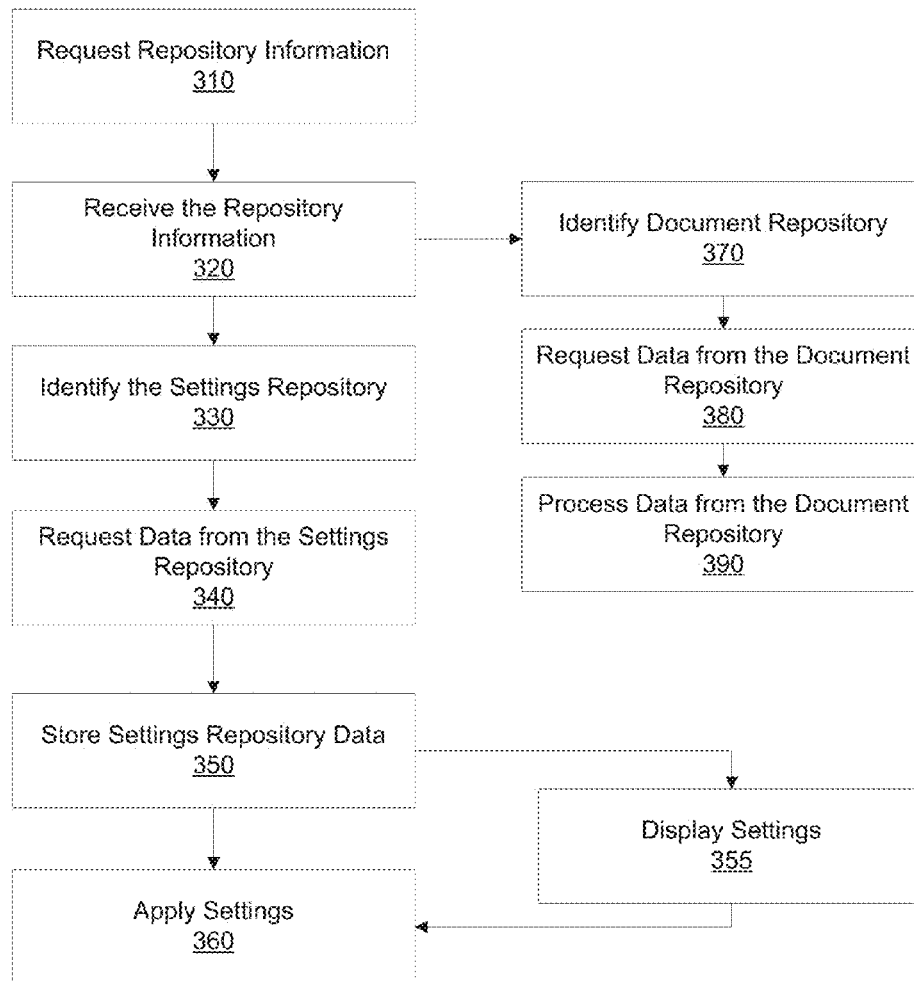 Request Repository Information
310
Receive the Repository
Information
320
Identify the Settings Repository
330
Request Data from the Settings
Repository
340
Store Settings Repository Data
350
Apply Settings
360
Identify Document Repository
370
Request Data from the Document
Repository
380
Process Data from the Document
Repository
390
Display Settings
355